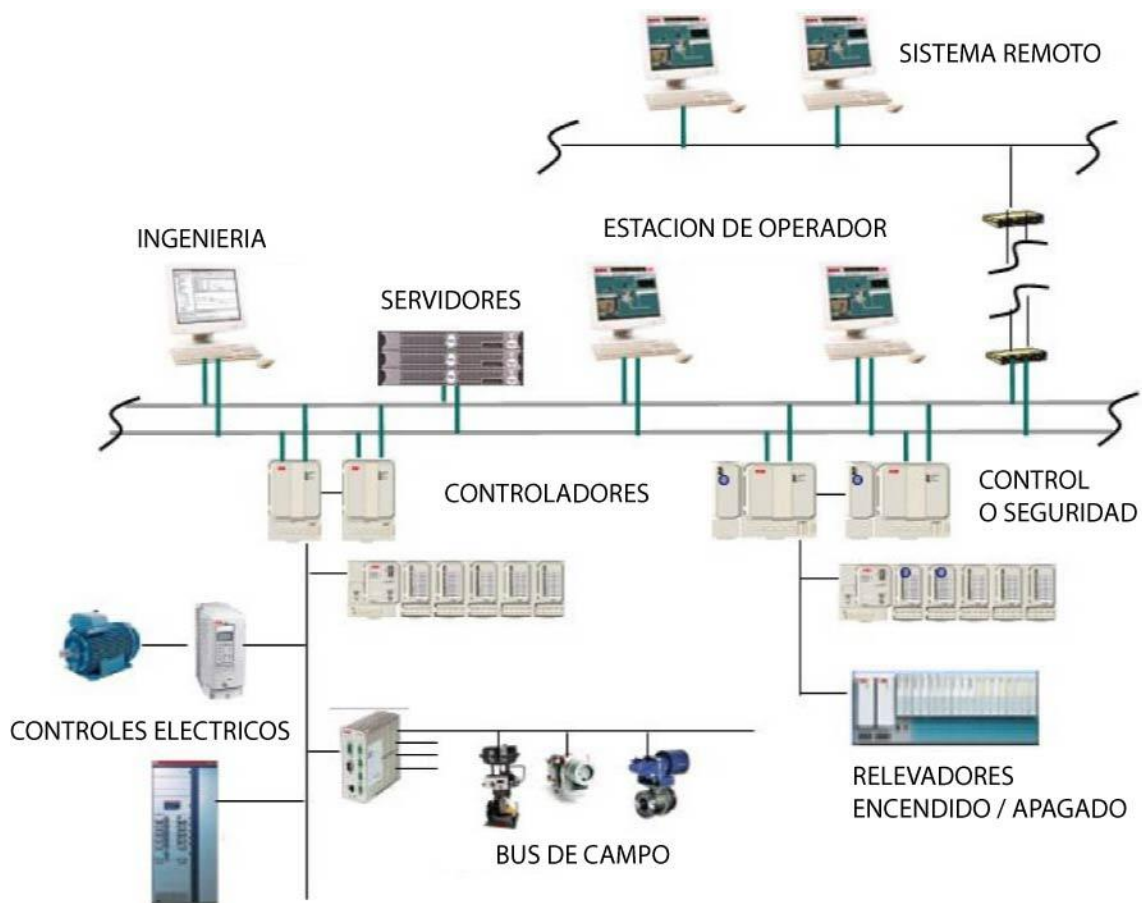 SISTEMA REMOTO
ESTACION DE OPERADOR
INGENIERIA
SERVIDORES
CONTROLADORES
CONTROL
O SEGURIDAD
CONTROLES ELECTRICOS
RELEVADORES
ENCENDIDO / APAGADO
BUS DE CAMPO